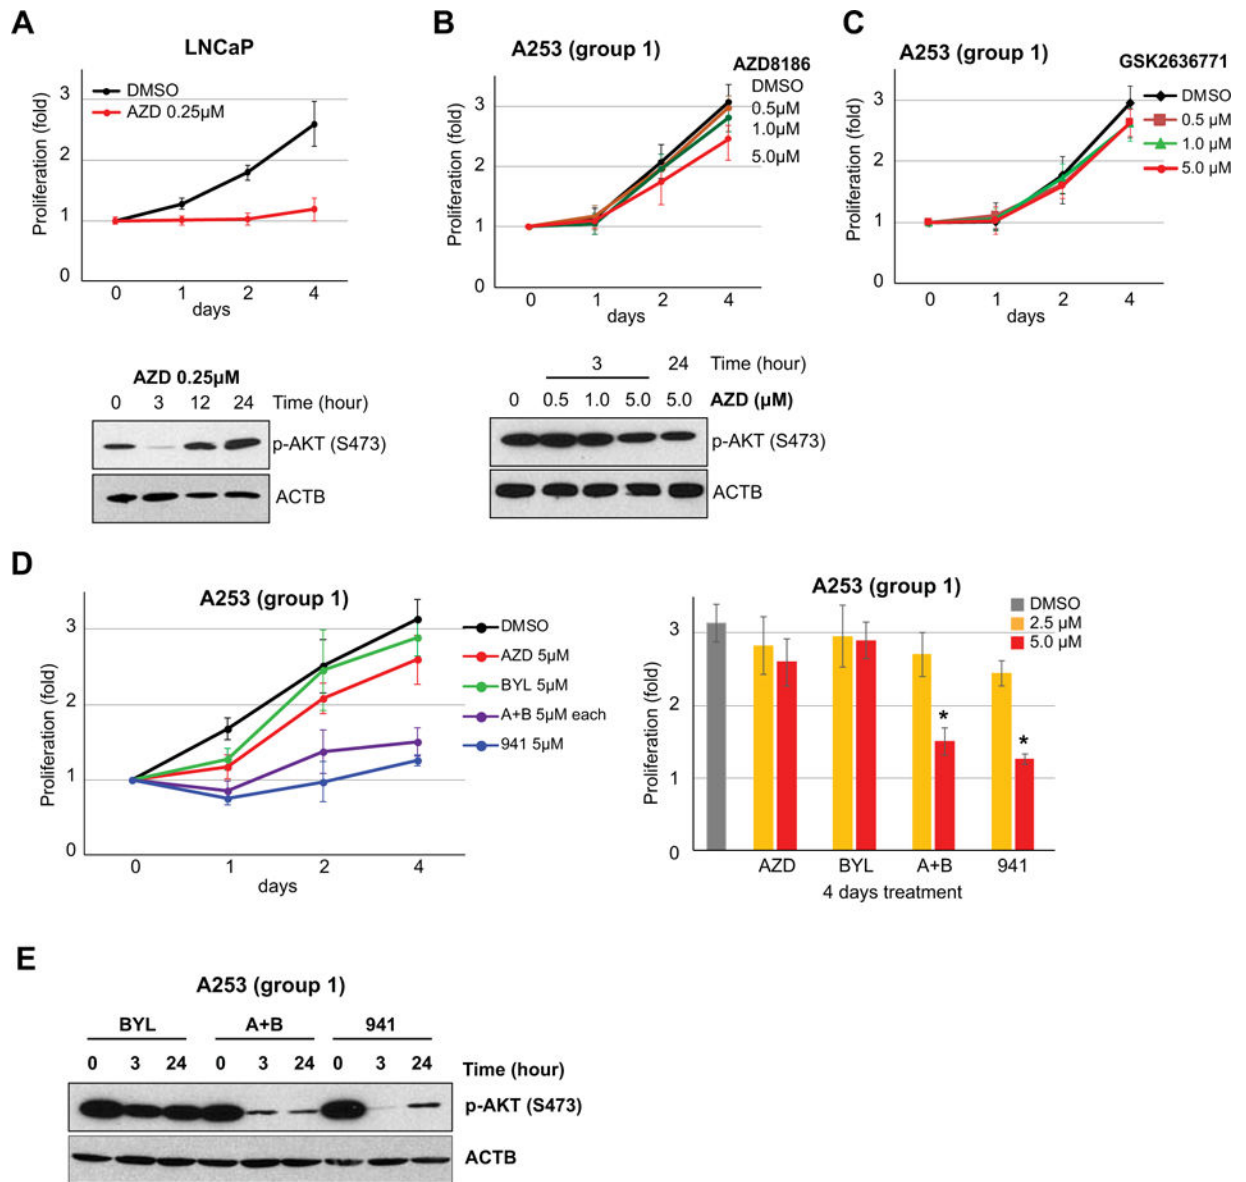 A
LNCaP
3
2
1
0
Proliferation (fold)
DMSO
AZD 0.25µM
0 1 2 4
days
AZD 0.25µM
0 3 12 24 Time (hour)
p-AKT (S473)
ACTB
B
A253 (group 1)
AZD8186
DMSO
0.5µM
1.0µM
5.0µM
3
2
1
0
Proliferation (fold)
0 1 2 4
days
3 24 Time (hour)
0 0.5 1.0 5.0 5.0 AZD (µM)
p-AKT (S473)
ACTB
C
A253 (group 1)
GSK2636771
DMSO
0.5 µM
1.0 µM
5.0 µM
3
2
1
0
Proliferation (fold)
0 1 2 4
days
D
A253 (group 1)
3
2
1
0
Proliferation (fold)
DMSO
AZD 5µM
BYL 5µM
A+B 5µM each
941 5µM
0 1 2 4
days
A253 (group 1)
DMSO
2.5 µM
5.0 µM
3
2
1
0
Proliferation (fold)
*
*
AZD BYL A+B 941
4 days treatment
E
A253 (group 1)
BYL A+B 941
0 3 24 0 3 24 0 3 24 Time (hour)
p-AKT (S473)
ACTB